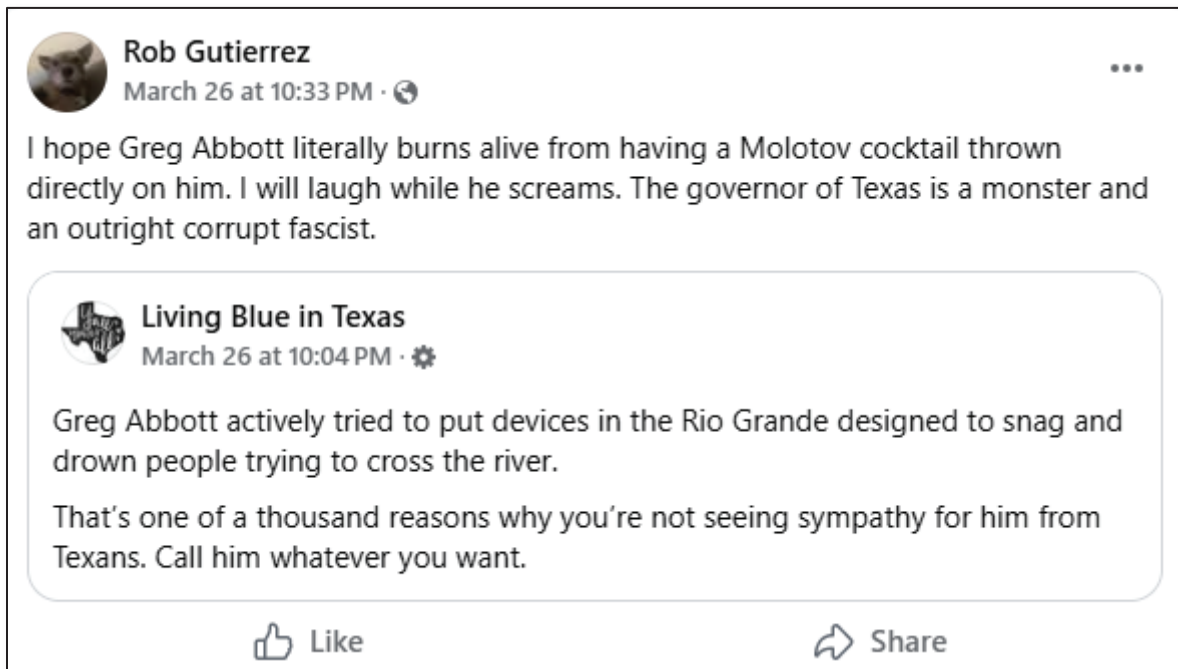 Rob Gutierrez
March 26 at 10:33 PM ·
I hope Greg Abbott literally burns alive from having a Molotov cocktail thrown
directly on him. I will laugh while he screams. The governor of Texas is a monster and
an outright corrupt fascist.
Living Blue in Texas
March 26 at 10:04 PM ·
Greg Abbott actively tried to put devices in the Rio Grande designed to snag and
drown people trying to cross the river.
That's one of a thousand reasons why you're not seeing sympathy for him from
Texans. Call him whatever you want.
Like
Share